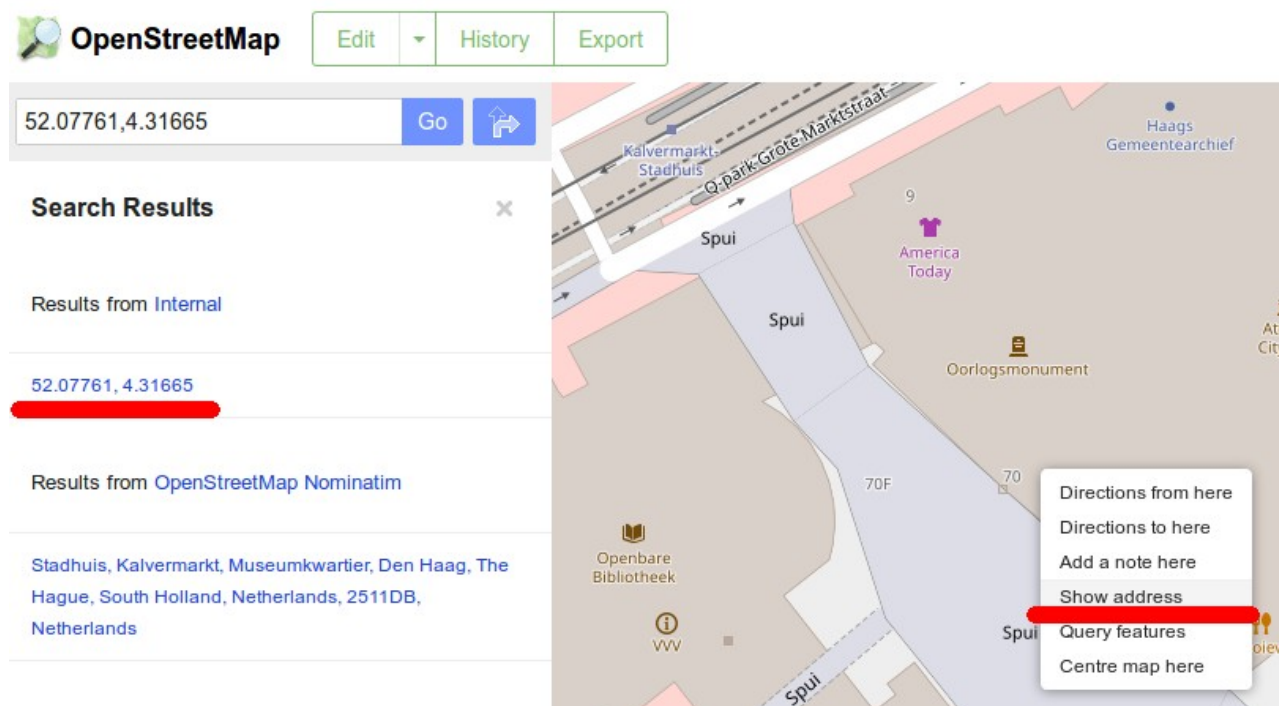 OpenStreetMap
Edit
History
Export
52.07761,4.31665
Go
Search Results
×
Results from Internal
52.07761, 4.31665
Results from OpenStreetMap Nominatim
Stadhuis, Kalvermarkt, Museumkwartier, Den Haag, The
Hague, South Holland, Netherlands, 2511DB,
Netherlands
Kalvermarkt-
Stadhuis
Q-park Grote Marktstraat
Haags
Gemeentearchief
9
America
Today
Spui
Spui
Oorlogsmonument
At
City
70F
70
Openbare
Bibliotheek
VVV
Spui
Spui
Directions from here
Directions to here
Add a note here
Show address
Query features
Centre map here